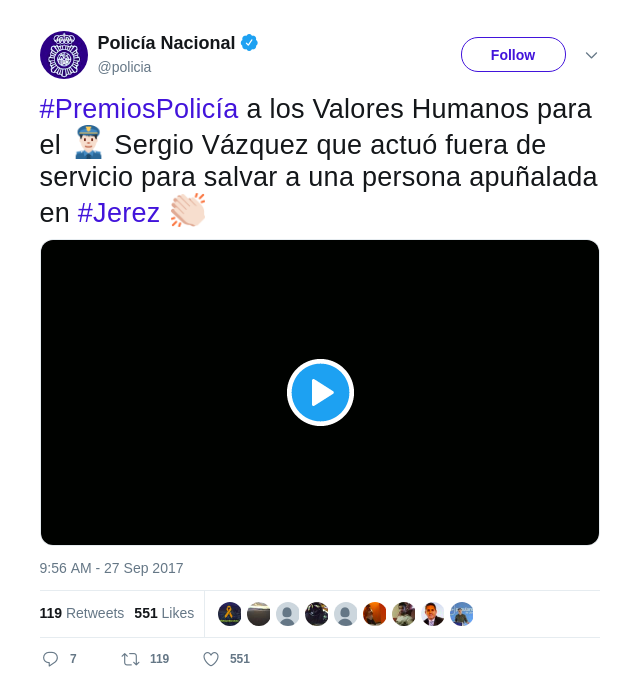 Policía Nacional
@policia
Follow
#PremiosPolicía a los Valores Humanos para
el 👮🏻‍♂️ Sergio Vázquez que actuó fuera de
servicio para salvar a una persona apuñalada
en #Jerez 👏🏻
9:56 AM - 27 Sep 2017
119 Retweets 551 Likes
7 119 551